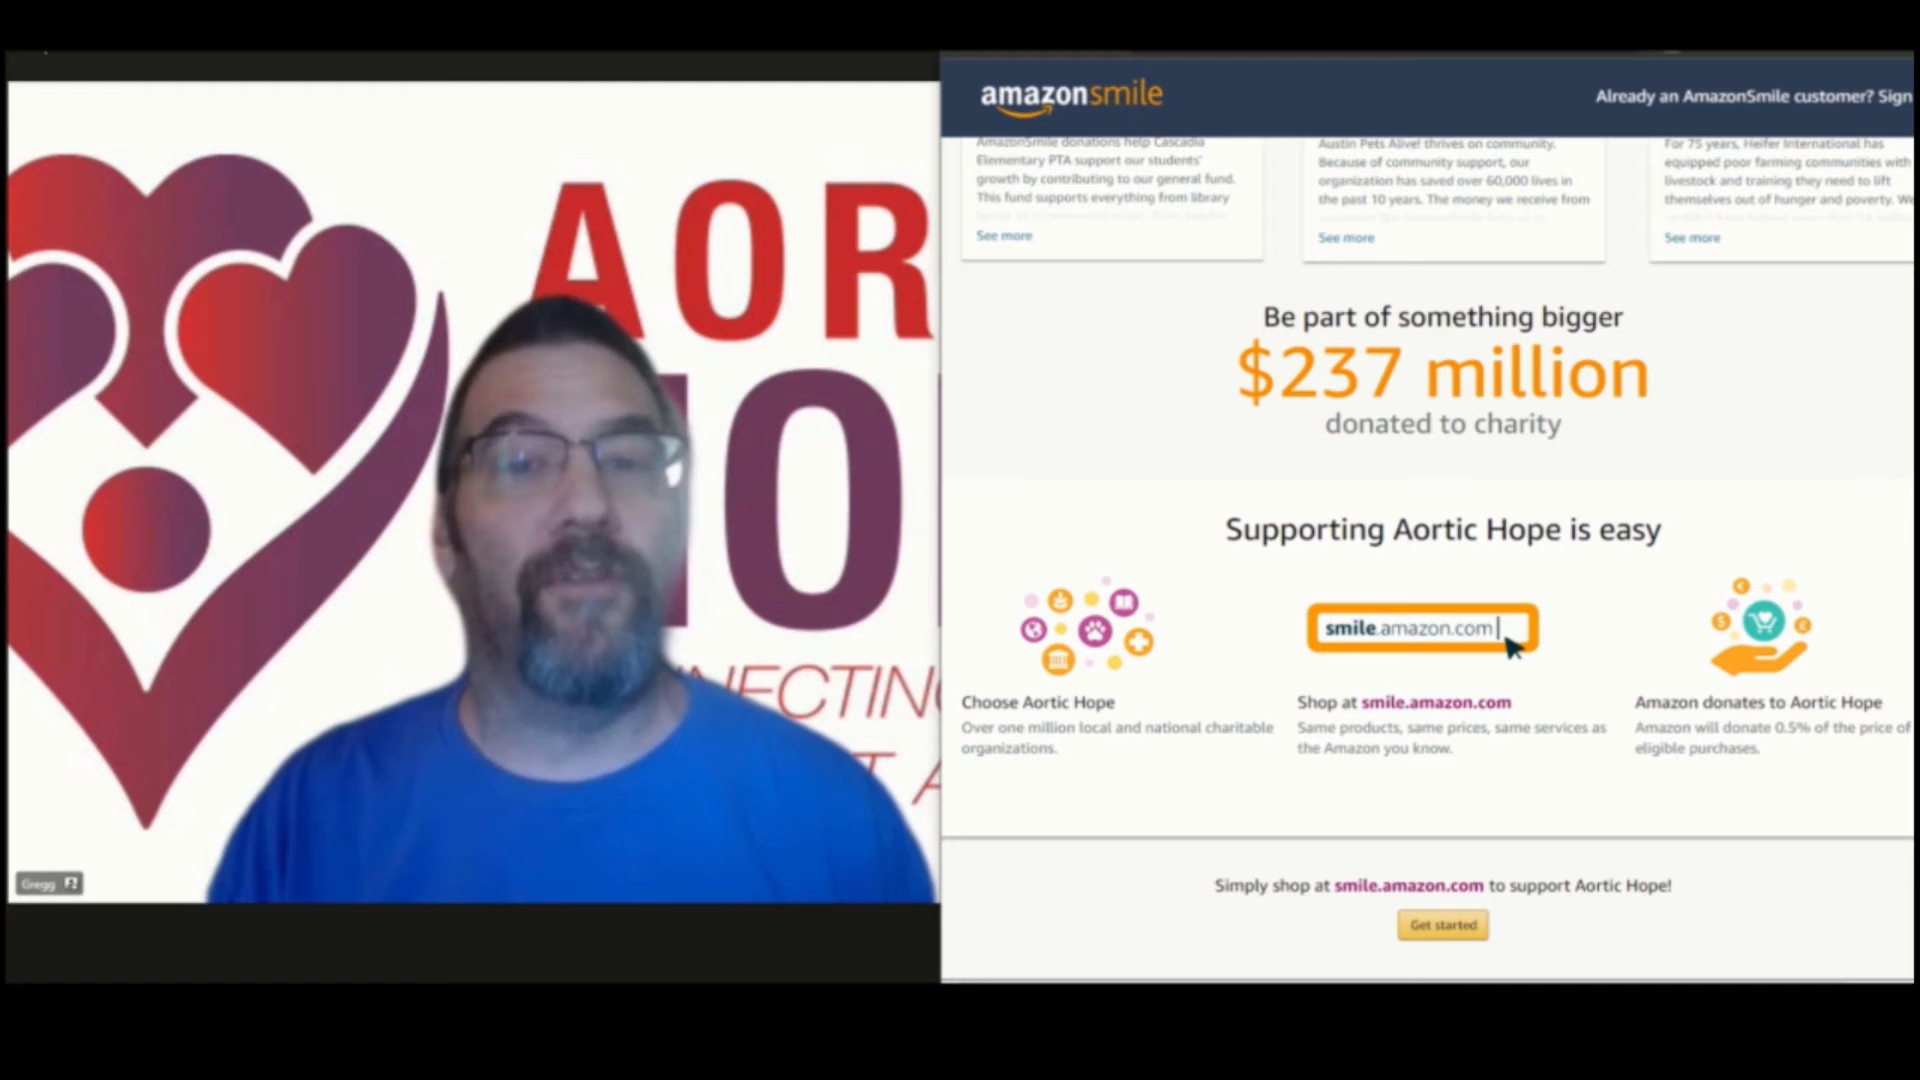 AOR
HO
NECTIN
T A
Gregg
amazonsmile
Already an AmazonSmile customer? Sign
AmazonSmile donations help Cascadia
Elementary PTA support our students'
growth by contributing to our general fund.
This fund supports everything from library
See more
Austin Pets Alive! thrives on community.
Because of community support, our
organization has saved over 60,000 lives in
the past 10 years. The money we receive from
See more
For 75 years, Heifer International has
equipped poor farming communities with
livestock and training they need to lift
themselves out of hunger and poverty. We
See more
Be part of something bigger
$237 million
donated to charity
Supporting Aortic Hope is easy
smile.amazon.com
Choose Aortic Hope
Over one million local and national charitable
organizations.
Shop at smile.amazon.com
Same products, same prices, same services as
the Amazon you know.
Amazon donates to Aortic Hope
Amazon will donate 0.5% of the price of
eligible purchases.
Simply shop at smile.amazon.com to support Aortic Hope!
Get started